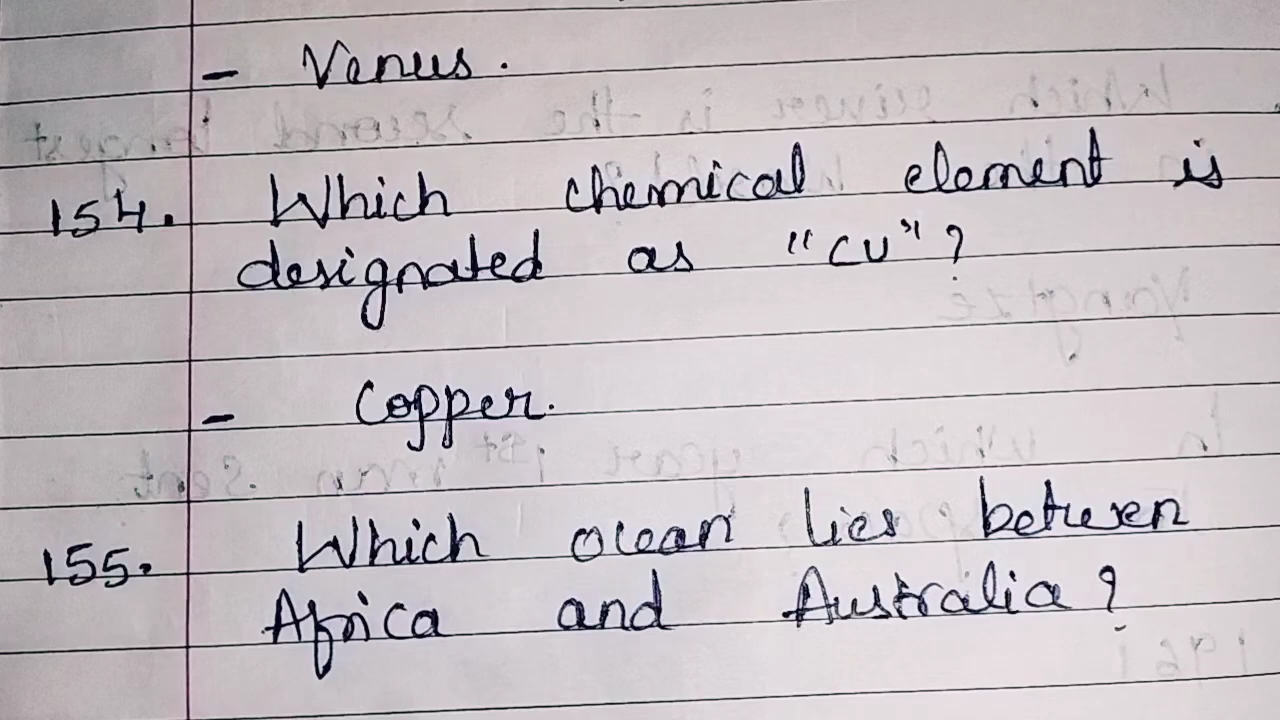 - Venus.
154. Which chemical element is
designated as "CU"?
- Copper.
155. Which ocean lies between
Africa and Australia?